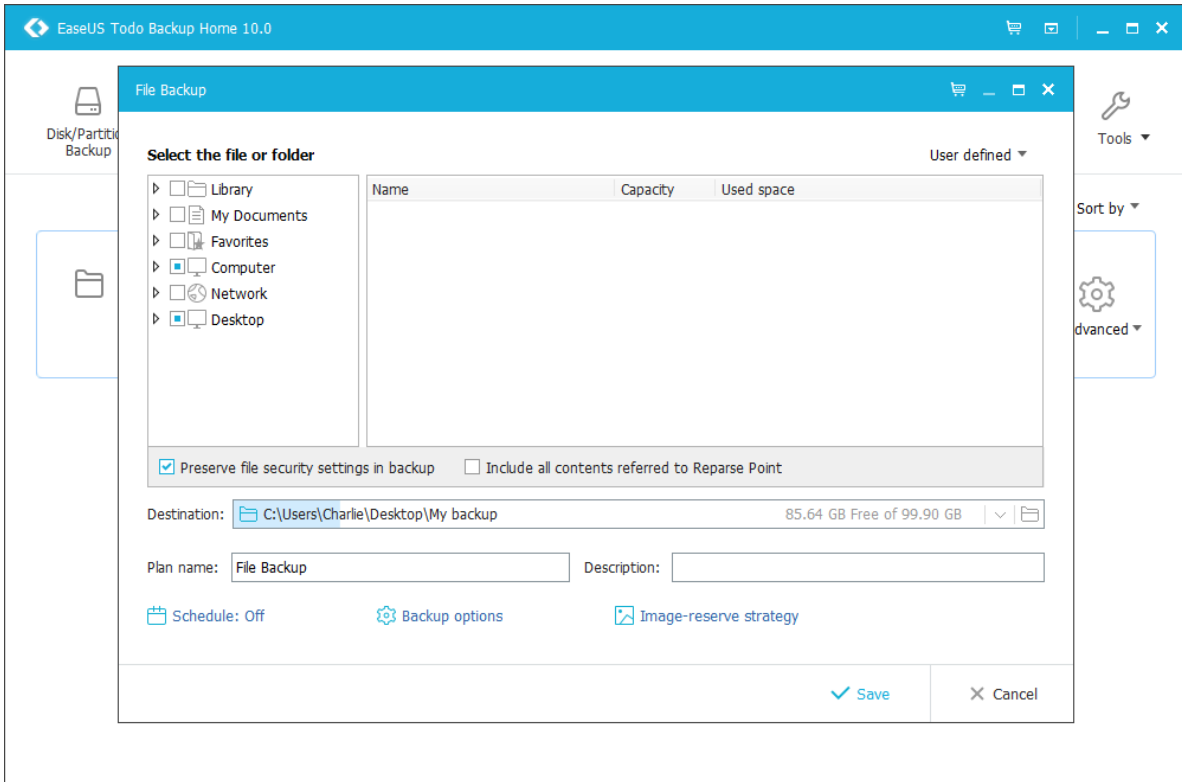 EaseUS Todo Backup Home 10.0
File Backup
Disk/Partitio
Backup
Tools
Select the file or folder
User defined
Library
My Documents
Favorites
Computer
Network
Desktop
Name Capacity Used space
Sort by
dvanced
Preserve file security settings in backup
Include all contents referred to Reparse Point
Destination: C:\Users\Charlie\Desktop\My backup 85.64 GB Free of 99.90 GB
Plan name: File Backup
Description:
Schedule: Off
Backup options
Image-reserve strategy
Save
Cancel